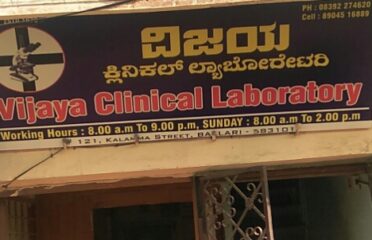 PH : 08392 274620
Cell : 89045 16889
ವಿಜಯ
ಕ್ಲಿನಿಕಲ್ ಲ್ಯಾಬೋರೇಟರಿ
Vijaya Clinical Laboratory
Working Hours : 8.00 a.m To 9.00 p.m, SUNDAY : 8.00 a.m To 2.00 p.m
# 121, KALAMMA STREET, BALLARI - 583101